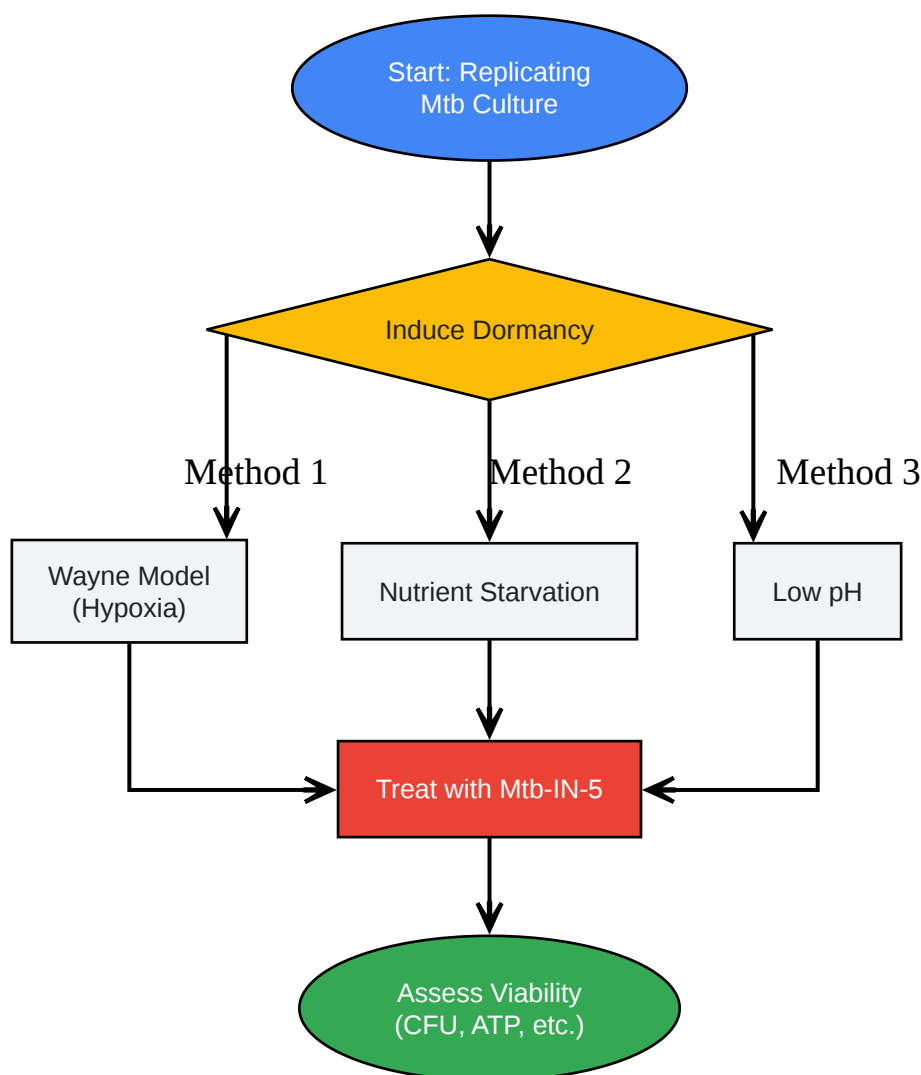 Start: Replicating
Mtb Culture
Induce Dormancy
Method 1
Method 2
Method 3
Wayne Model
(Hypoxia)
Nutrient Starvation
Low pH
Treat with Mtb-IN-5
Assess Viability
(CFU, ATP, etc.)